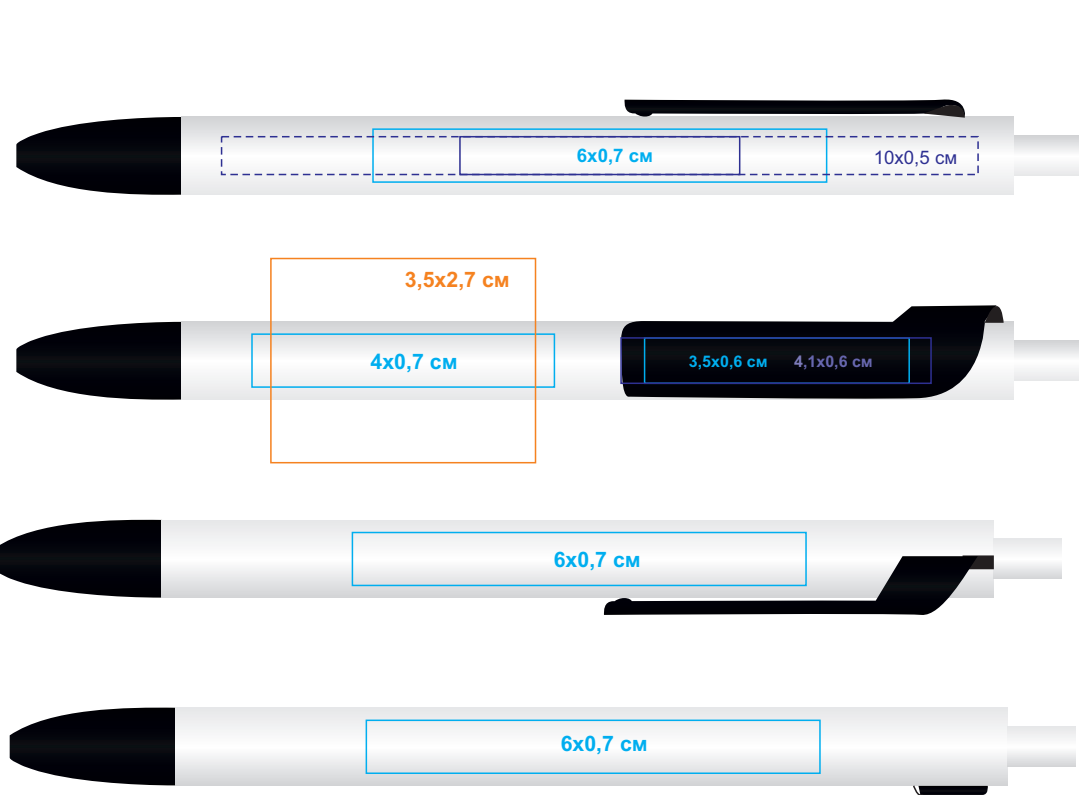 6x0,7 см
10x0,5 см
3,5x2,7 см
4x0,7 см
3,5x0,6 см
4,1x0,6 см
6x0,7 см
6x0,7 см